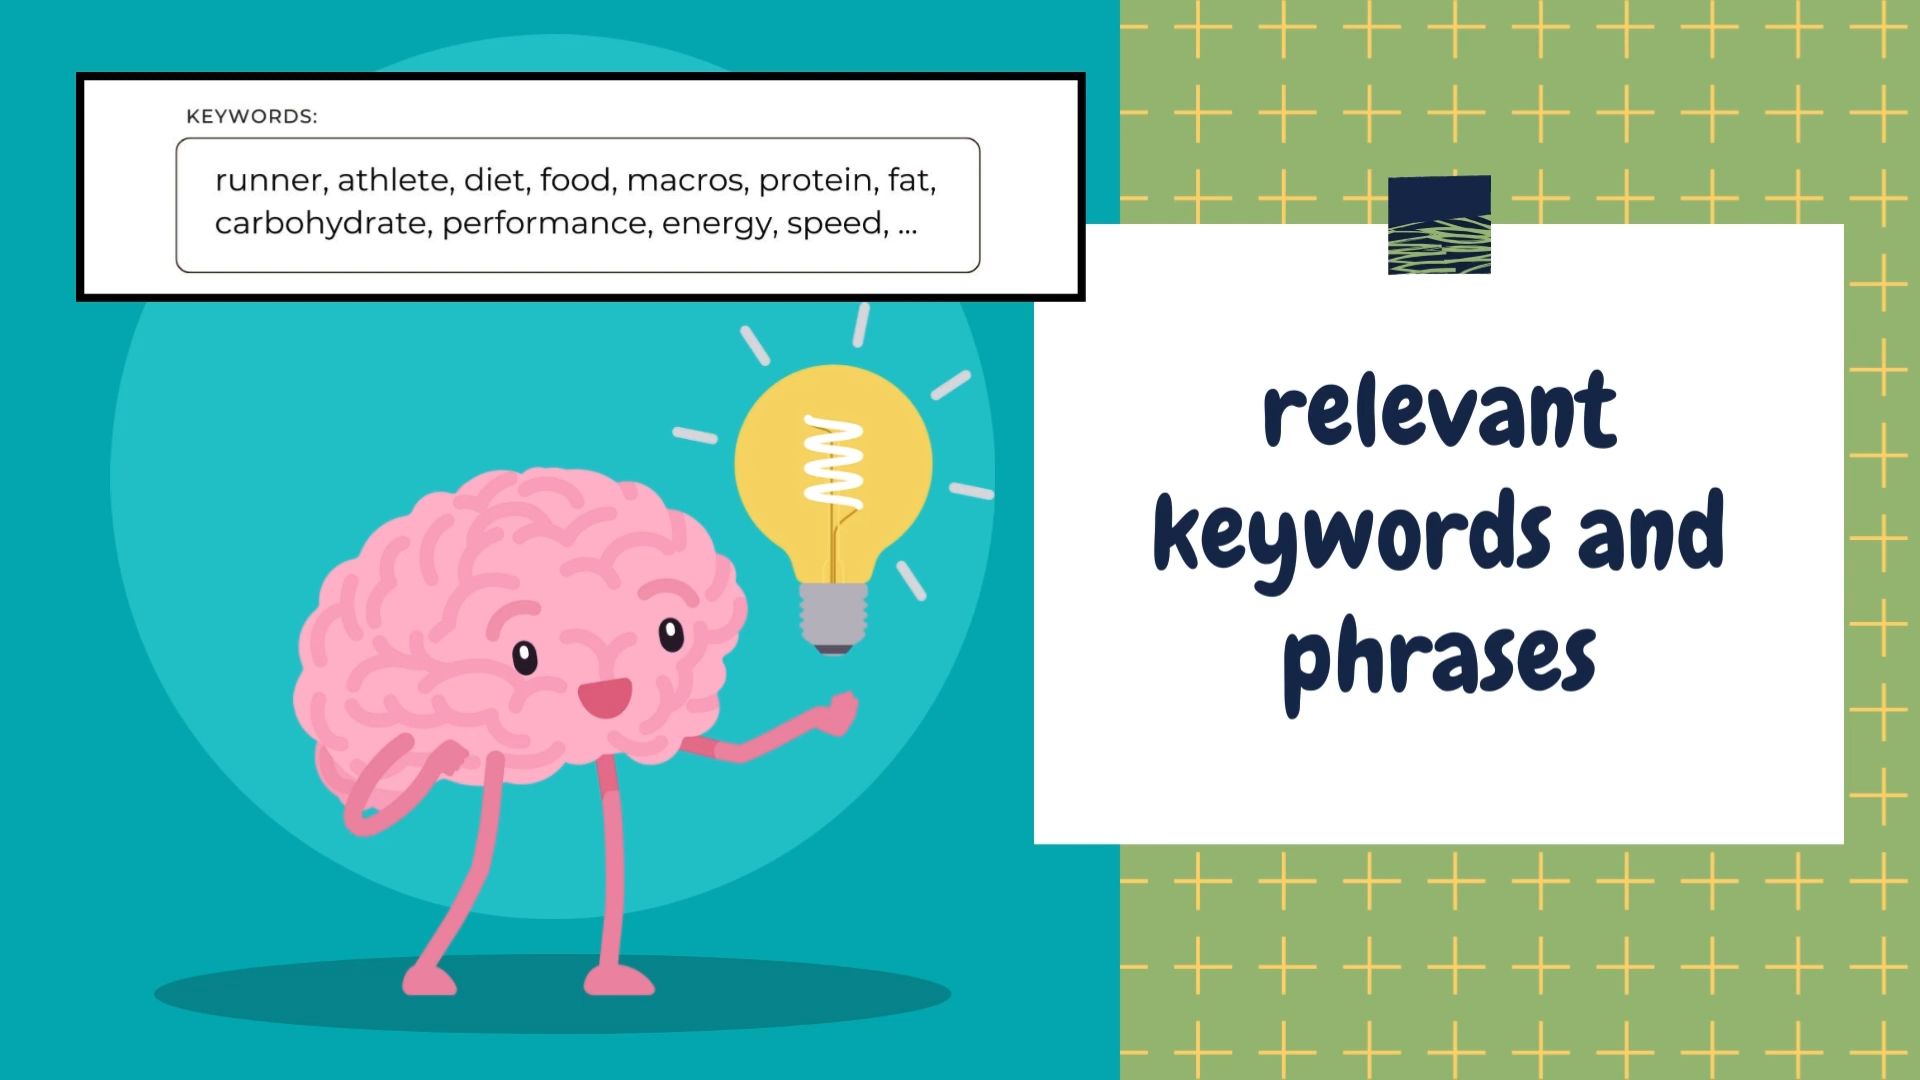 KEYWORDS:
runner, athlete, diet, food, macros, protein, fat,
carbohydrate, performance, energy, speed, ...
relevant
keywords and
phrases